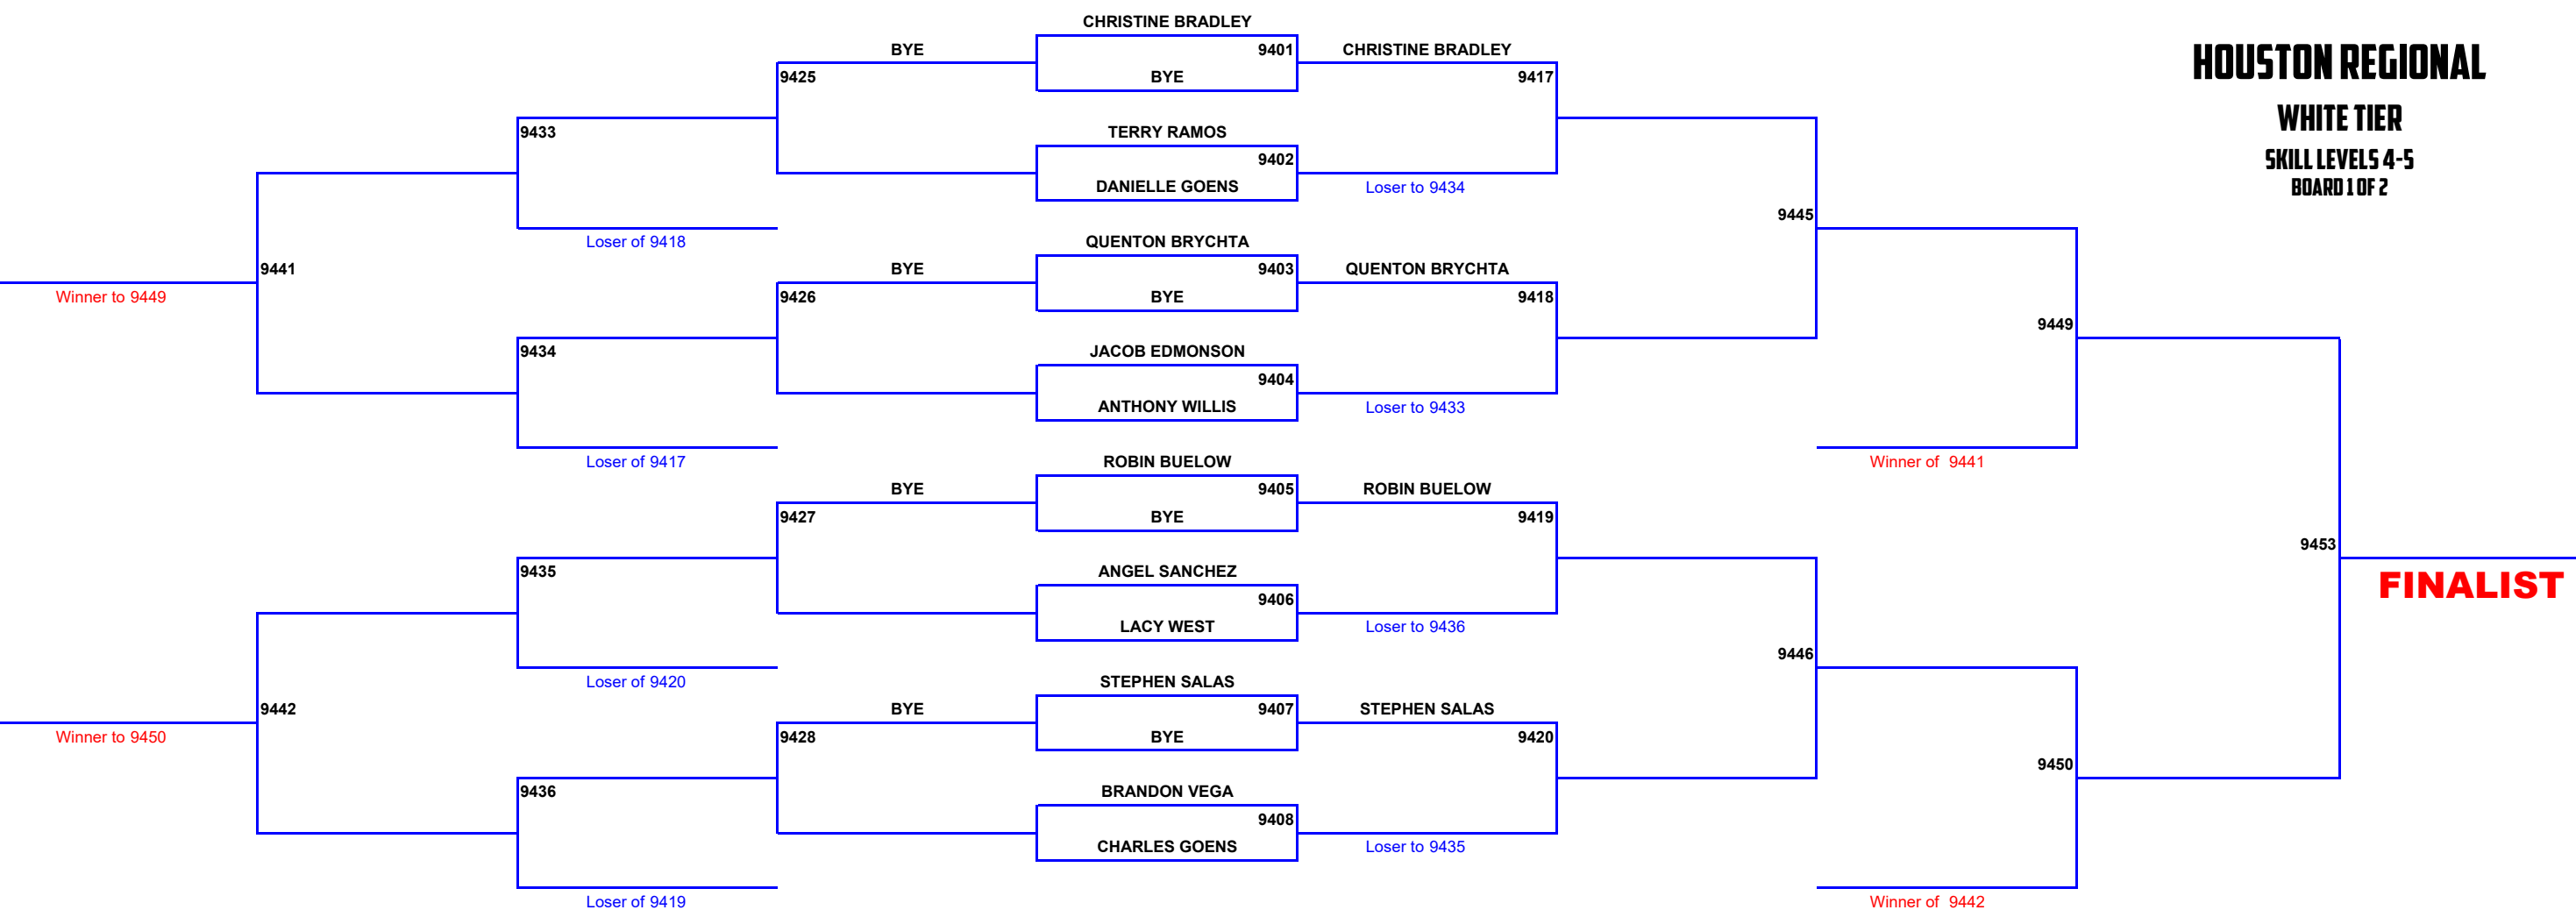 CHRISTINE BRADLEY
BYE
9401
CHRISTINE BRADLEY
HOUSTON REGIONAL
9425
BYE
9417
WHITE TIER
9433
TERRY RAMOS
9402
SKILL LEVELS 4-5
DANIELLE GOENS
Loser to 9434
BOARD 1 OF 2
9445
Loser of 9418
QUENTON BRYCHTA
9441
BYE
9403
QUENTON BRYCHTA
Winner to 9449
9426
BYE
9418
9449
9434
JACOB EDMONSON
9404
ANTHONY WILLIS
Loser to 9433
Loser of 9417
ROBIN BUELOW
Winner of 9441
BYE
9405
ROBIN BUELOW
9427
BYE
9419
9453
9435
ANGEL SANCHEZ
FINALIST
9406
LACY WEST
Loser to 9436
9446
Loser of 9420
STEPHEN SALAS
9442
BYE
9407
STEPHEN SALAS
Winner to 9450
9428
BYE
9420
9450
9436
BRANDON VEGA
9408
CHARLES GOENS
Loser to 9435
Loser of 9419
Winner of 9442